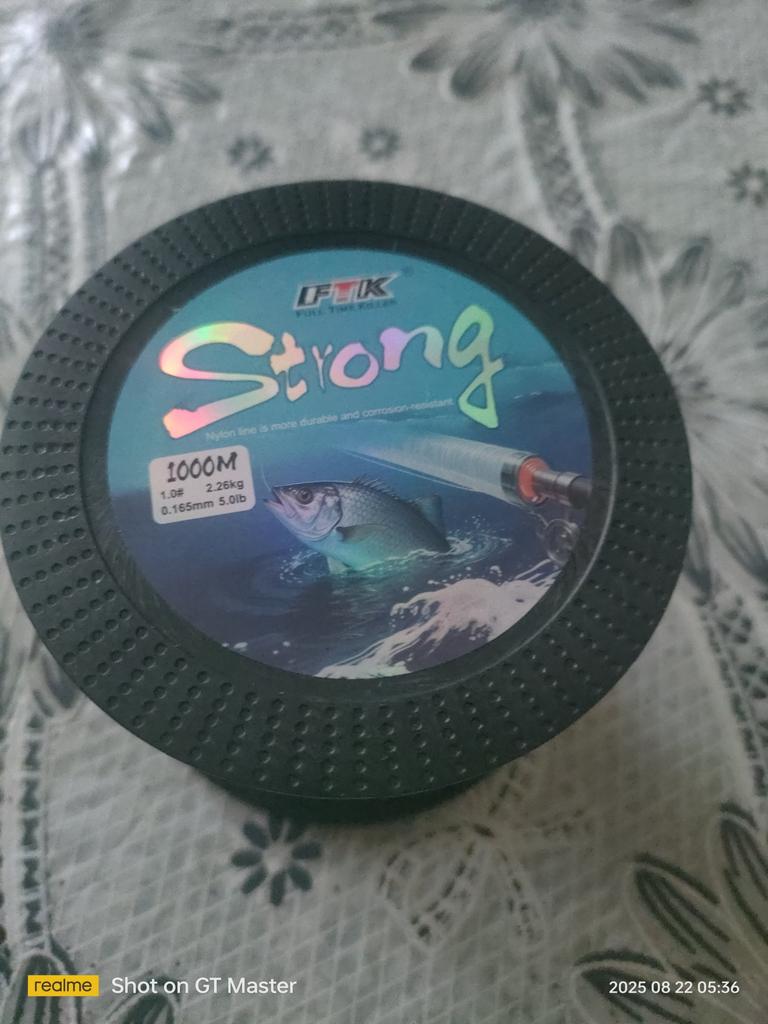 FTK
FULL TIME KILLER
Strong
Nylon line is more durable and corrosion-resistant
1000M
1.0# 2.26kg
0.165mm 5.0lb
realme Shot on GT Master
2025 08 22 05:36